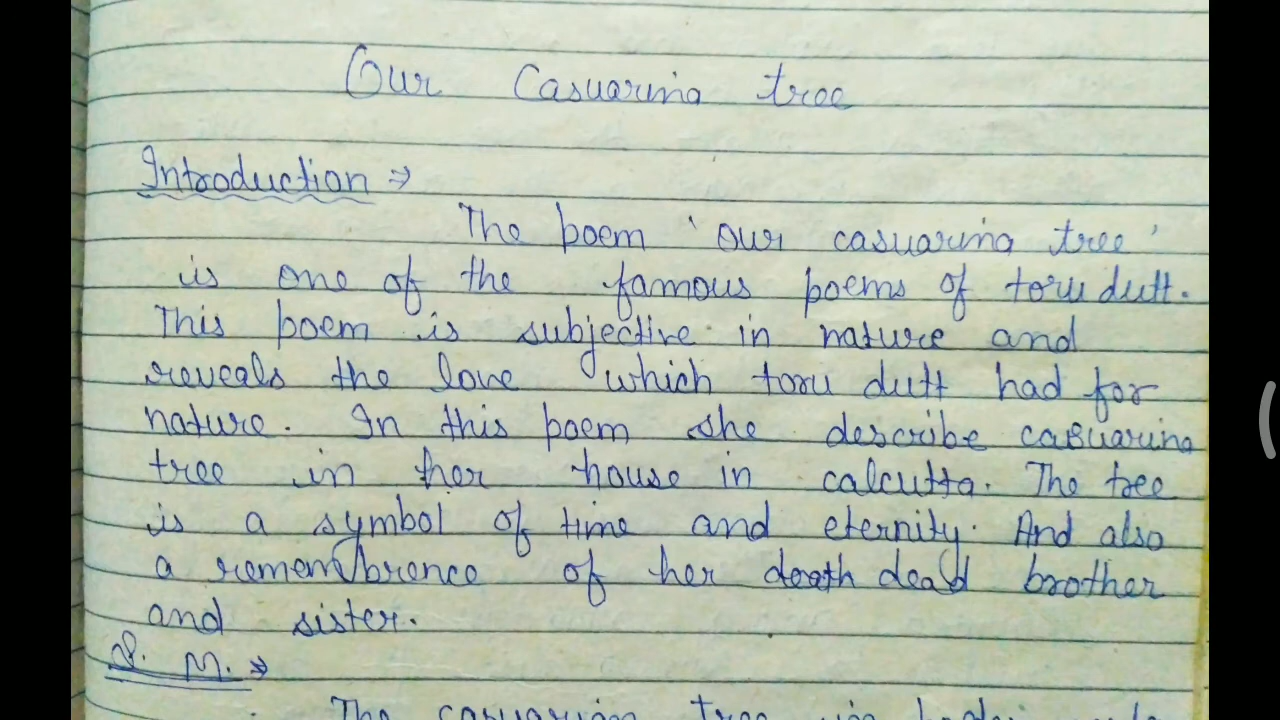 Our Casuarina tree
Introduction ⇒
The poem 'our casuarina tree'
is one of the famous poems of toru dutt.
This poem is subjective in nature and
reveals the love which toru dutt had for
nature. In this poem she describe casuarina
tree in her house in calcutta. The tree
is a symbol of time and eternity. And also
a remembrence of her death dead brother
and sister.
S. M. ⇒
The casuarina tree